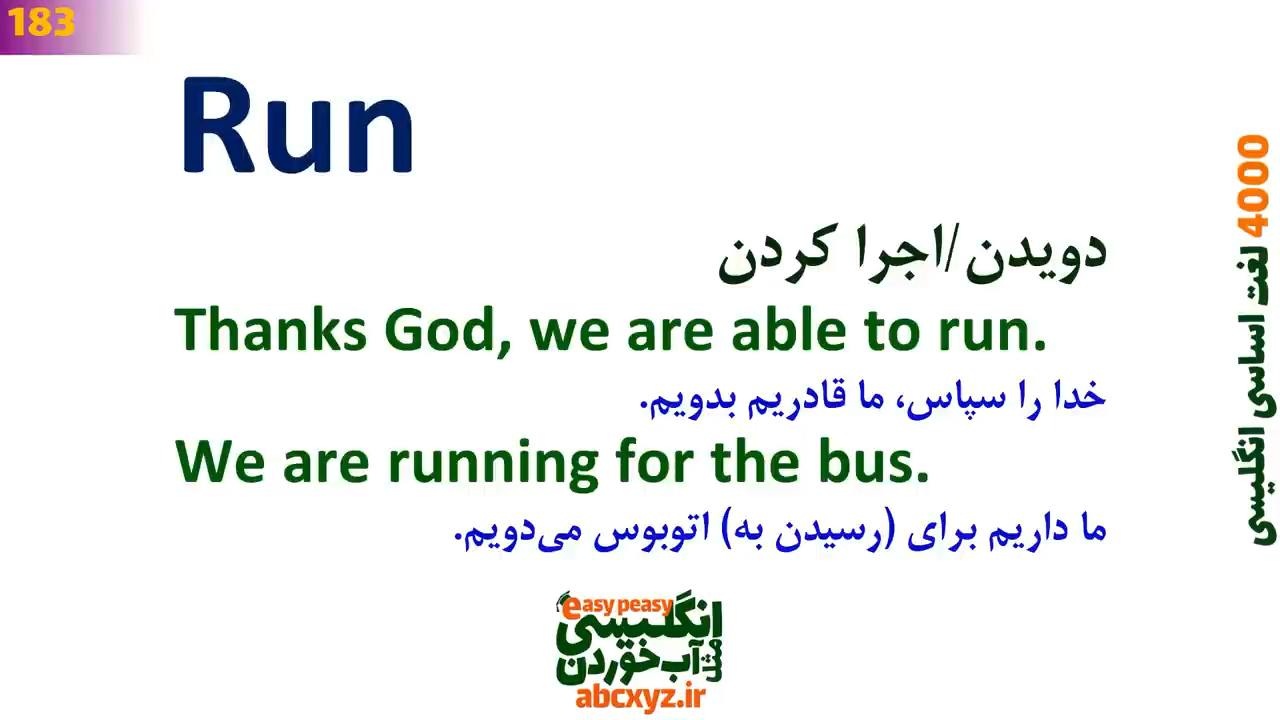 183
Run
دویدن/اجرا کردن
Thanks God, we are able to run.
خدا را سپاس، ما قادریم بدویم.
We are running for the bus.
ما داریم برای (رسیدن به) اتوبوس می‌دویم.
4000 لغت اساسی انگلیسی
easy peasy
انگلیسی
مثل آب‌خوردن
abcxyz.ir